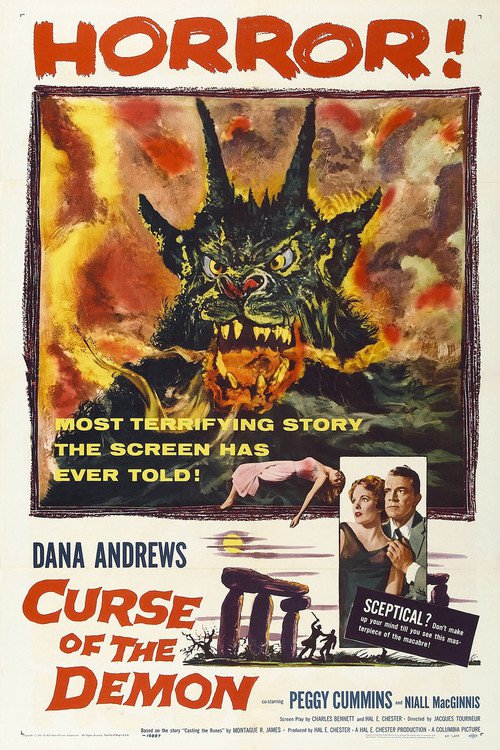 HORROR!
MOST TERRIFYING STORY
THE SCREEN HAS
EVER TOLD!
DANA ANDREWS
CURSE
OF THE
DEMON
SCEPTICAL? Don't make
up your mind till you see this mas-
terpiece of the macabre!
co-starring PEGGY CUMMINS and NIALL MacGINNIS
Screen Play by CHARLES BENNETT and HAL E. CHESTER • Directed by JACQUES TOURNEUR
Based on the story "Casting the Runes" by MONTAGUE R. JAMES • Produced by HAL E. CHESTER • A HAL E. CHESTER PRODUCTION • A COLUMBIA PICTURE